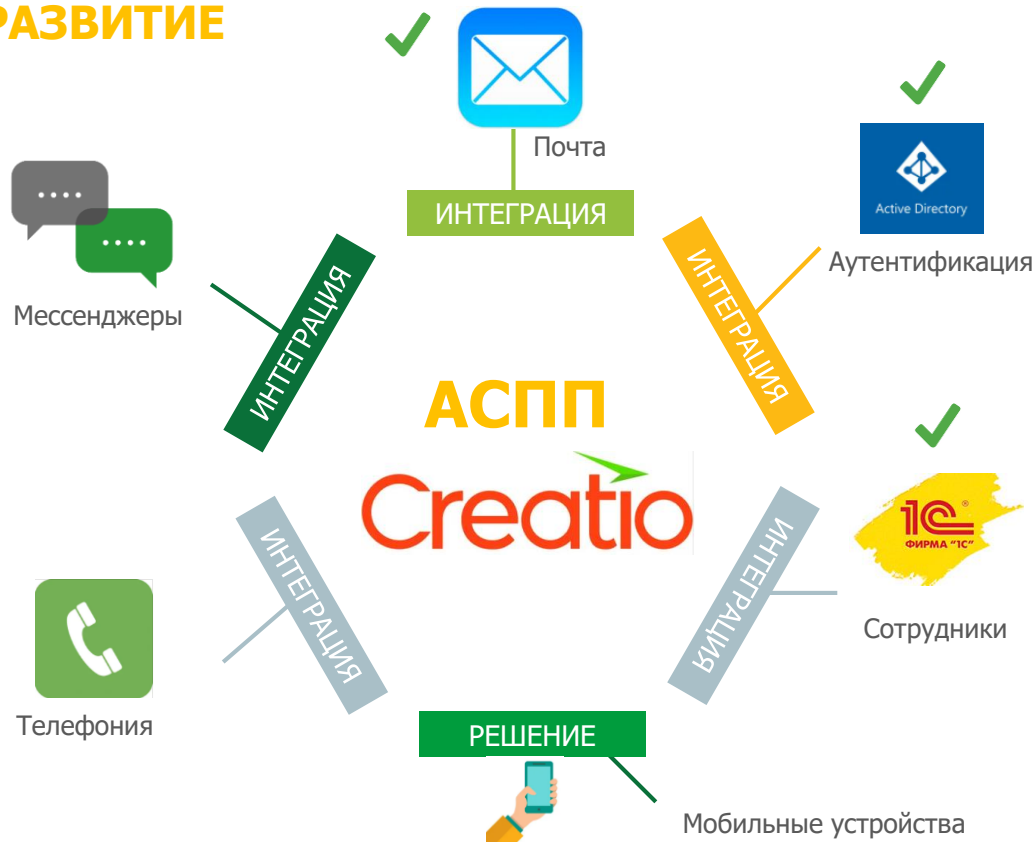 РАЗВИТИЕ
Почта
ИНТЕГРАЦИЯ
Active Directory
Аутентификация
ИНТЕГРАЦИЯ
Мессенджеры
ИНТЕГРАЦИЯ
АСПП
Creatio
1С®
ФИРМА "1С"
Сотрудники
ИНТЕГРАЦИЯ
ИНТЕГРАЦИЯ
Телефония
РЕШЕНИЕ
Мобильные устройства